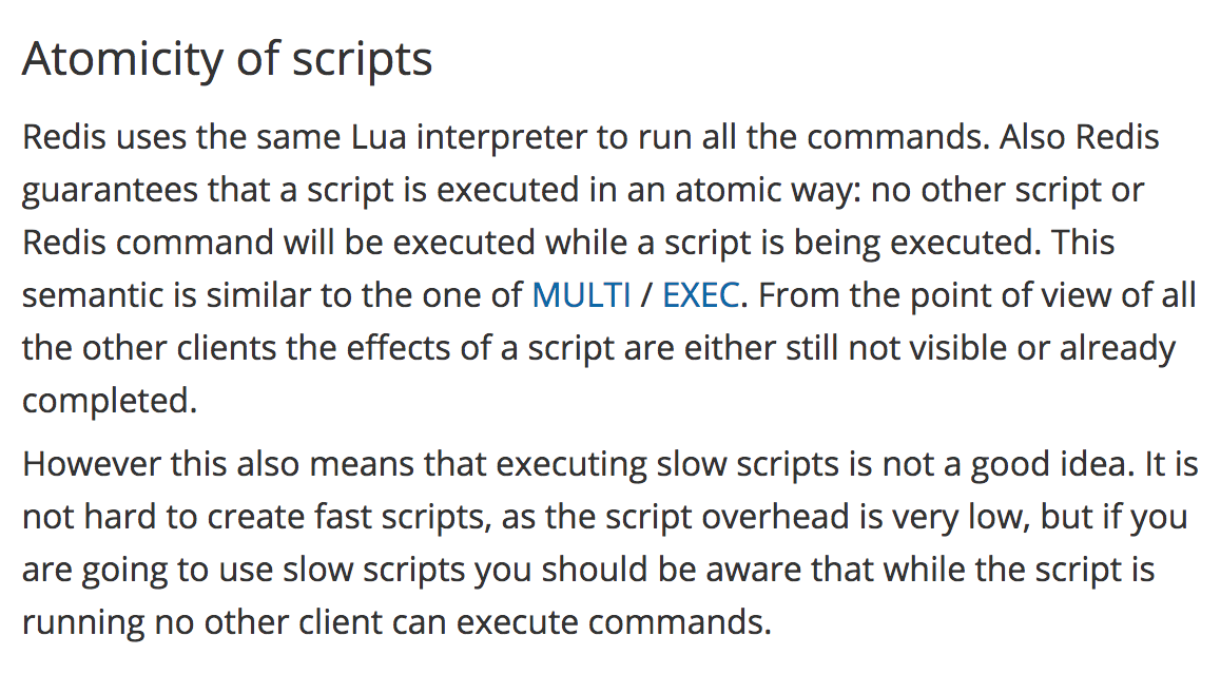 Atomicity of scripts
Redis uses the same Lua interpreter to run all the commands. Also Redis
guarantees that a script is executed in an atomic way: no other script or
Redis command will be executed while a script is being executed. This
semantic is similar to the one of MULTI / EXEC. From the point of view of all
the other clients the effects of a script are either still not visible or already
completed.
However this also means that executing slow scripts is not a good idea. It is
not hard to create fast scripts, as the script overhead is very low, but if you
are going to use slow scripts you should be aware that while the script is
running no other client can execute commands.